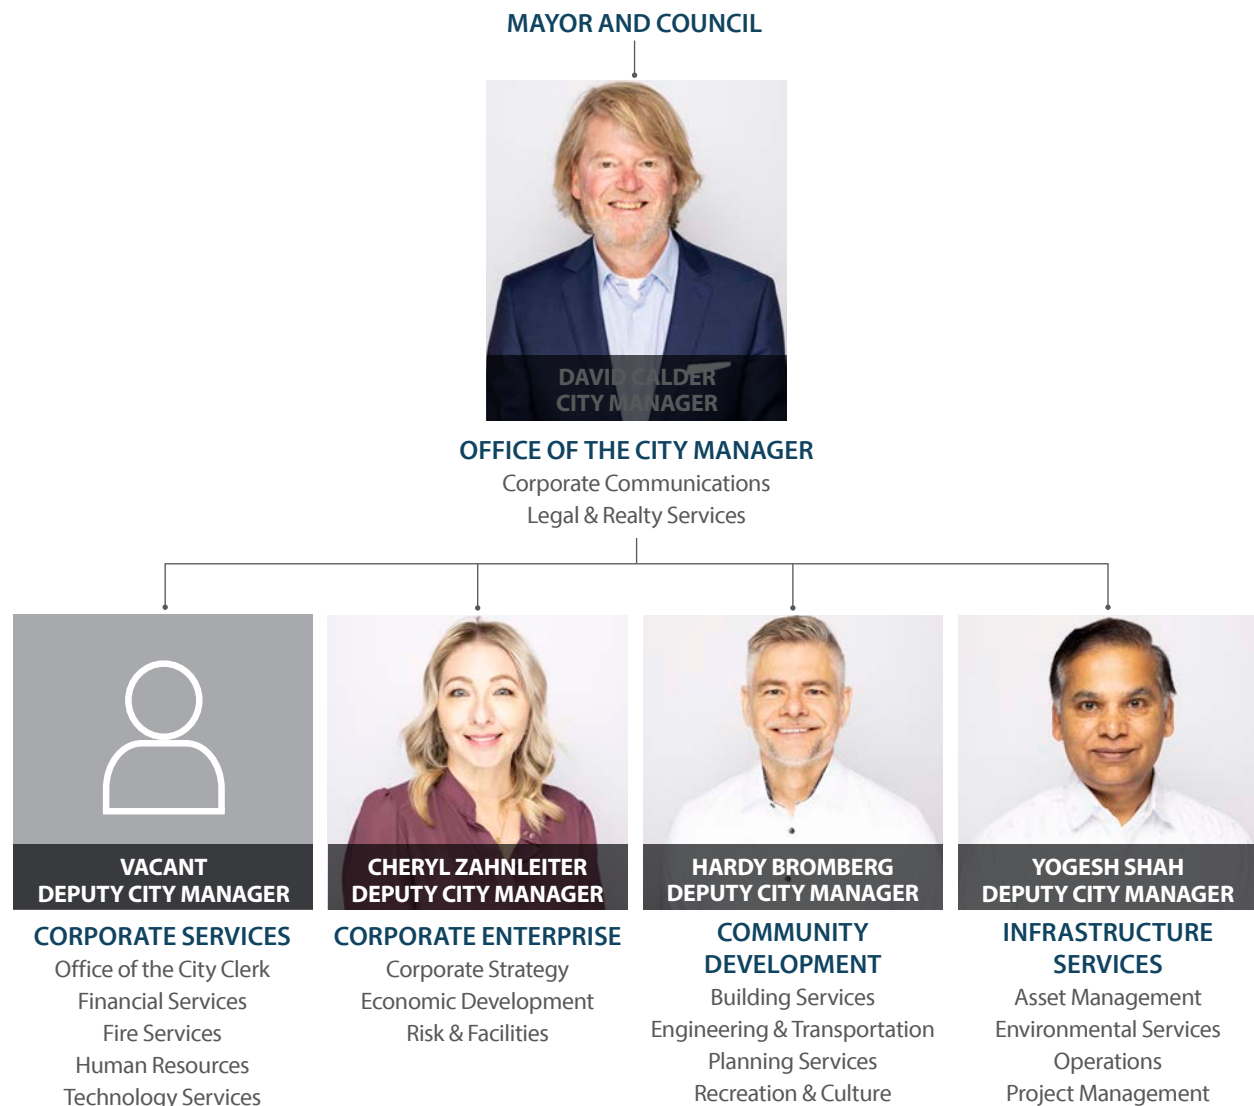 MAYOR AND COUNCIL
DAVID CALDER
CITY MANAGER
OFFICE OF THE CITY MANAGER
Corporate Communications
Legal & Realty Services
VACANT
DEPUTY CITY MANAGER
CORPORATE SERVICES
Office of the City Clerk
Financial Services
Fire Services
Human Resources
Technology Services
CHERYL ZAHNLEITER
DEPUTY CITY MANAGER
CORPORATE ENTERPRISE
Corporate Strategy
Economic Development
Risk & Facilities
HARDY BROMBERG
DEPUTY CITY MANAGER
COMMUNITY
DEVELOPMENT
Building Services
Engineering & Transportation
Planning Services
Recreation & Culture
YOGESH SHAH
DEPUTY CITY MANAGER
INFRASTRUCTURE
SERVICES
Asset Management
Environmental Services
Operations
Project Management